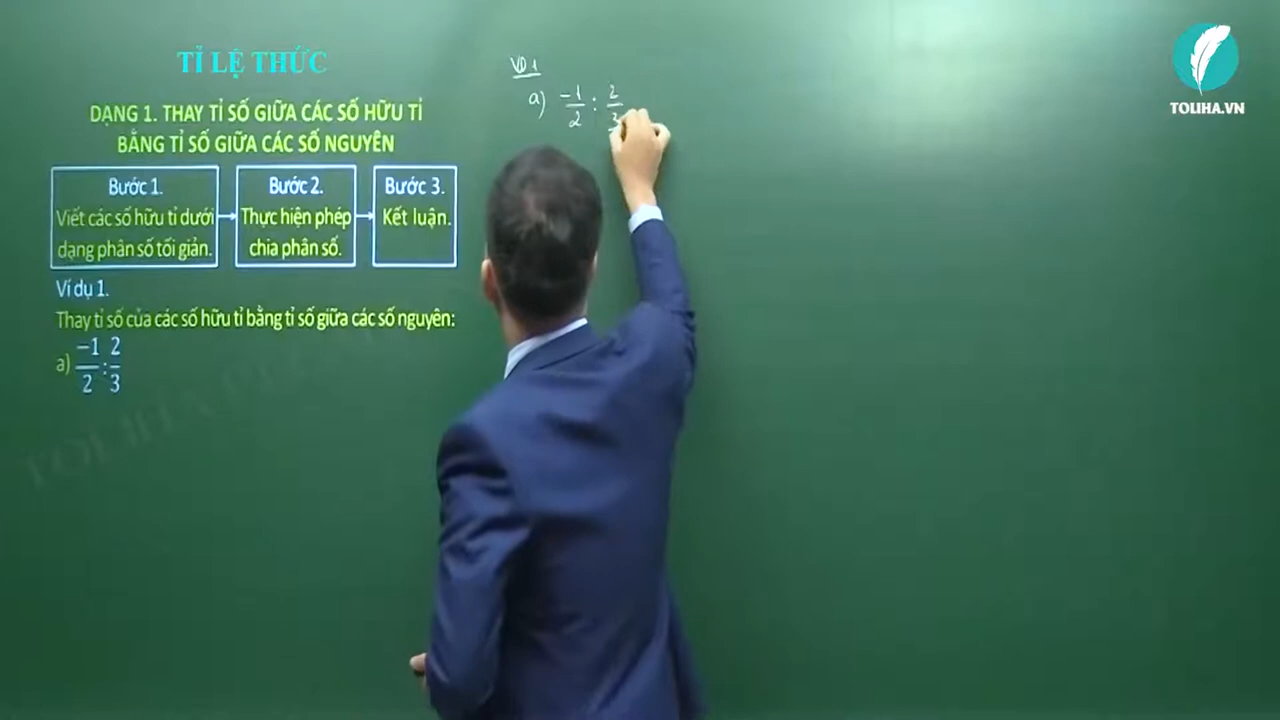 TỈ LỆ THỨC
DẠNG 1. THAY TỈ SỐ GIỮA CÁC SỐ HỮU TỈ
BẰNG TỈ SỐ GIỮA CÁC SỐ NGUYÊN
Bước 1.
Viết các số hữu tỉ dưới
dạng phân số tối giản.
Bước 2.
Thực hiện phép
chia phân số.
Bước 3.
Kết luận.
Ví dụ 1.
Thay tỉ số của các số hữu tỉ bằng tỉ số giữa các số nguyên:
a) −1/2 : 2/3
VD1
a) −1/2 : 2/3
TOLIHA.VN